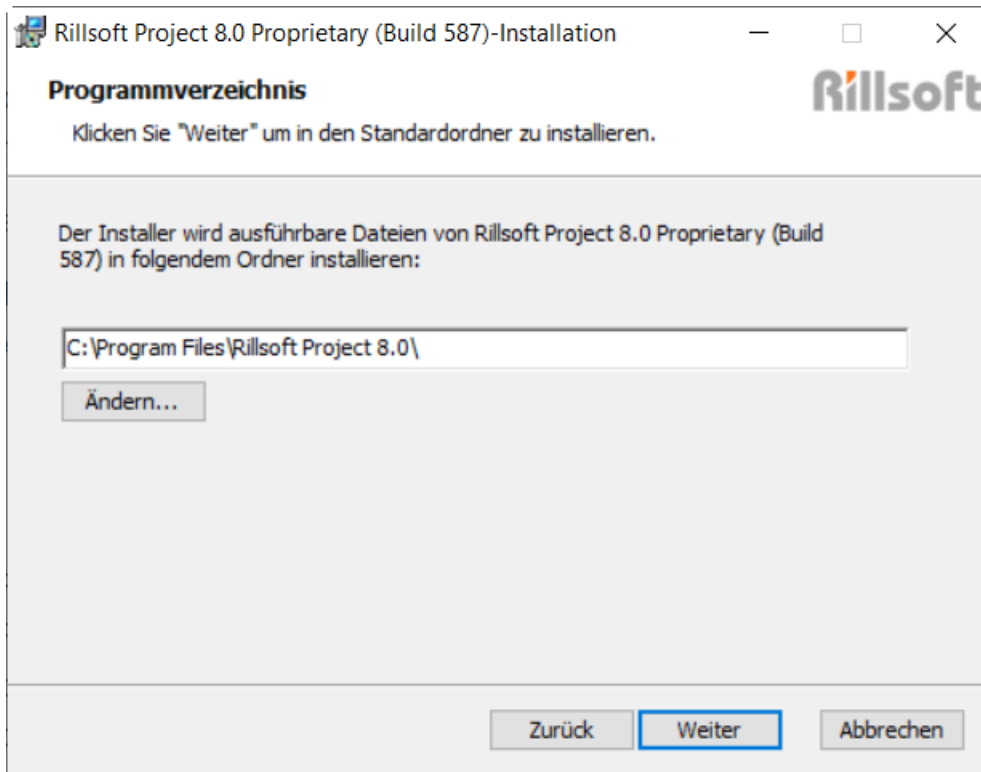 Rillsoft Project 8.0 Proprietary (Build 587)-Installation
Programmverzeichnis
Rillsoft
Klicken Sie "Weiter" um in den Standardordner zu installieren.
Der Installer wird ausführbare Dateien von Rillsoft Project 8.0 Proprietary (Build
587) in folgendem Ordner installieren:
C:\Program Files\Rillsoft Project 8.0\
Ändern...
Zurück
Weiter
Abbrechen